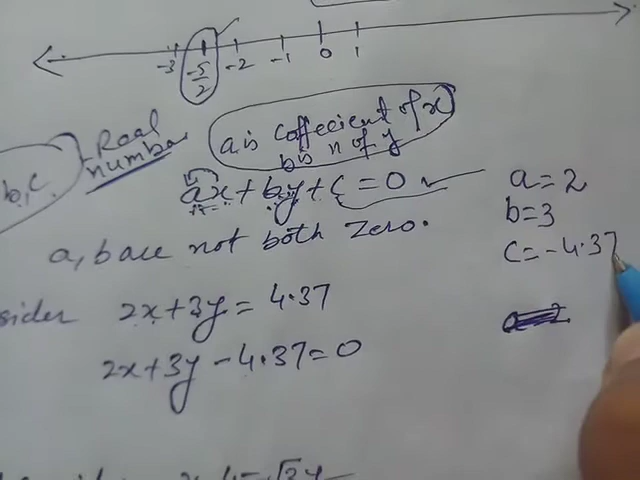 -3 -5/2 -2 -1 0 1
b, c.
Real
number
a is coffecient of x
b is n of y
ax + by + c = 0
a, b are not both zero.
a = 2
b = 3
c = -4.37
sider 2x + 3y = 4.37
2x + 3y - 4.37 = 0